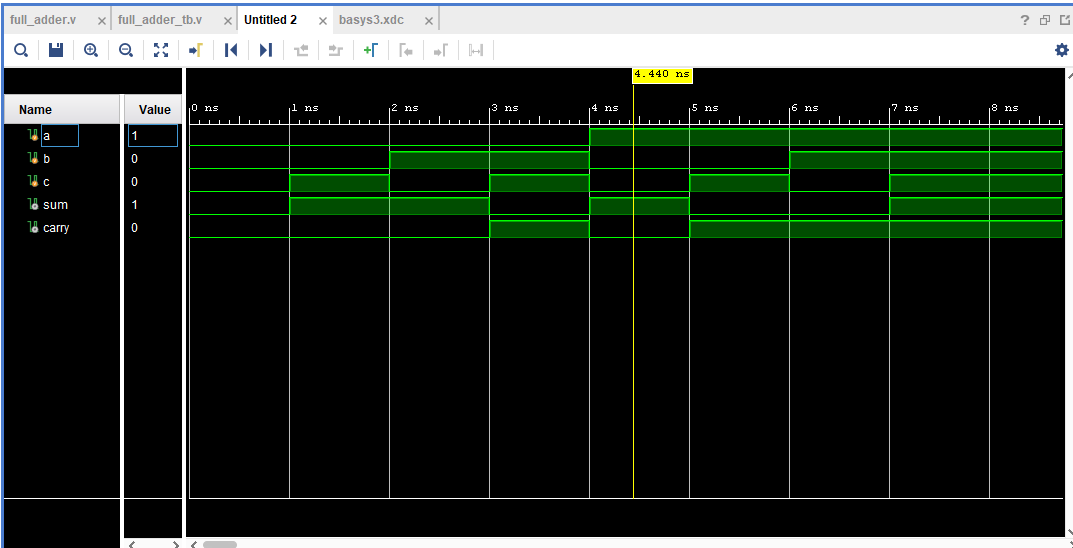 full_adder.v full_adder_tb.v Untitled 2 basys3.xdc
?
4.440 ns
Name Value 0 ns 1 ns 2 ns 3 ns 4 ns 5 ns 6 ns 7 ns 8 ns
a 1
b 0
c 0
sum 1
carry 0